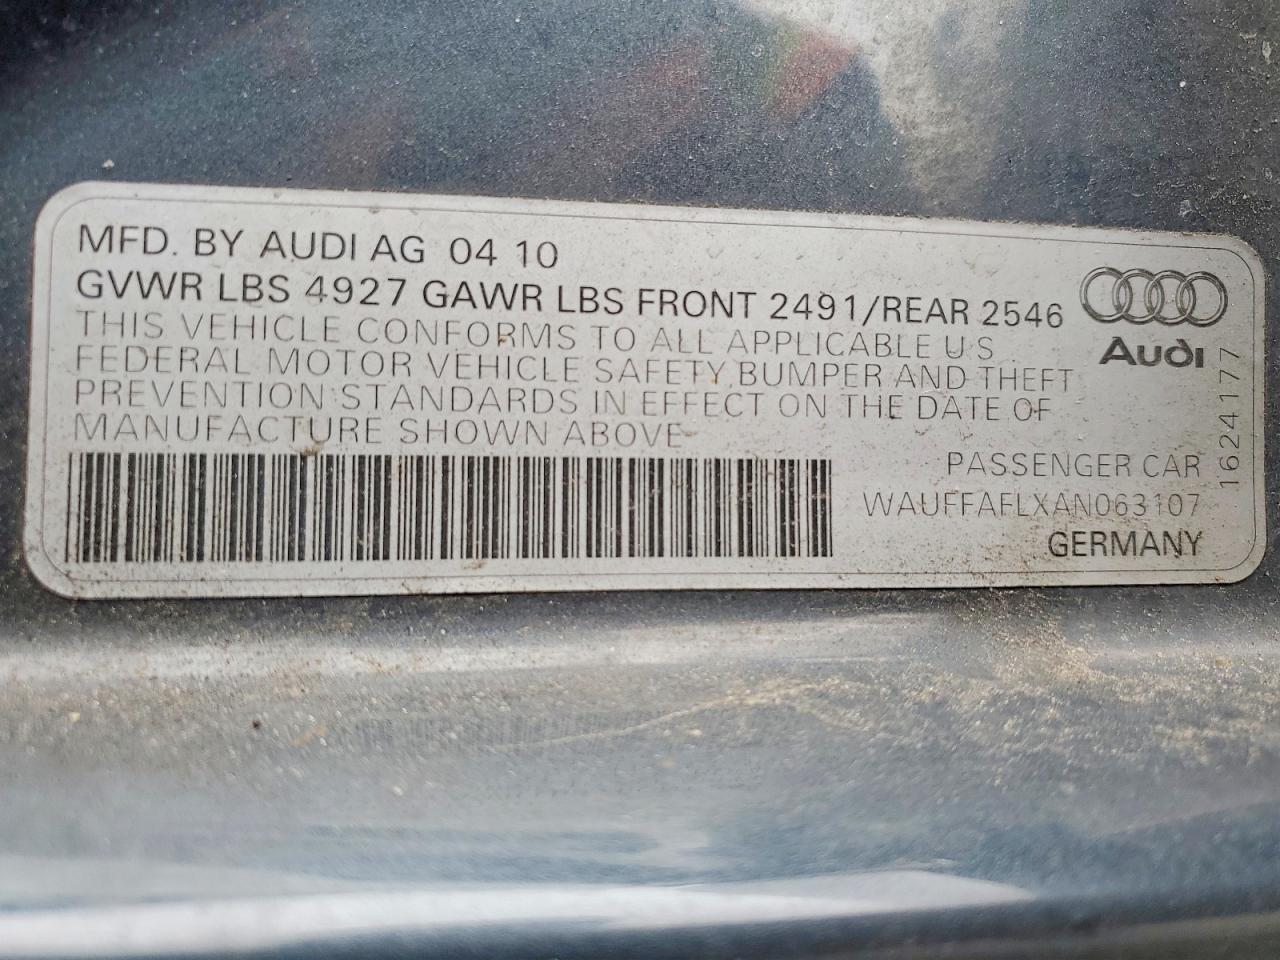 MFD. BY AUDI AG 04 10
GVWR LBS 4927 GAWR LBS FRONT 2491/REAR 2546
THIS VEHICLE CONFORMS TO ALL APPLICABLE U S
FEDERAL MOTOR VEHICLE SAFETY, BUMPER AND THEFT
PREVENTION STANDARDS IN EFFECT ON THE DATE OF
MANUFACTURE SHOWN ABOVE
Audi
PASSENGER CAR
WAUFFAFLXAN063107
GERMANY
16241177